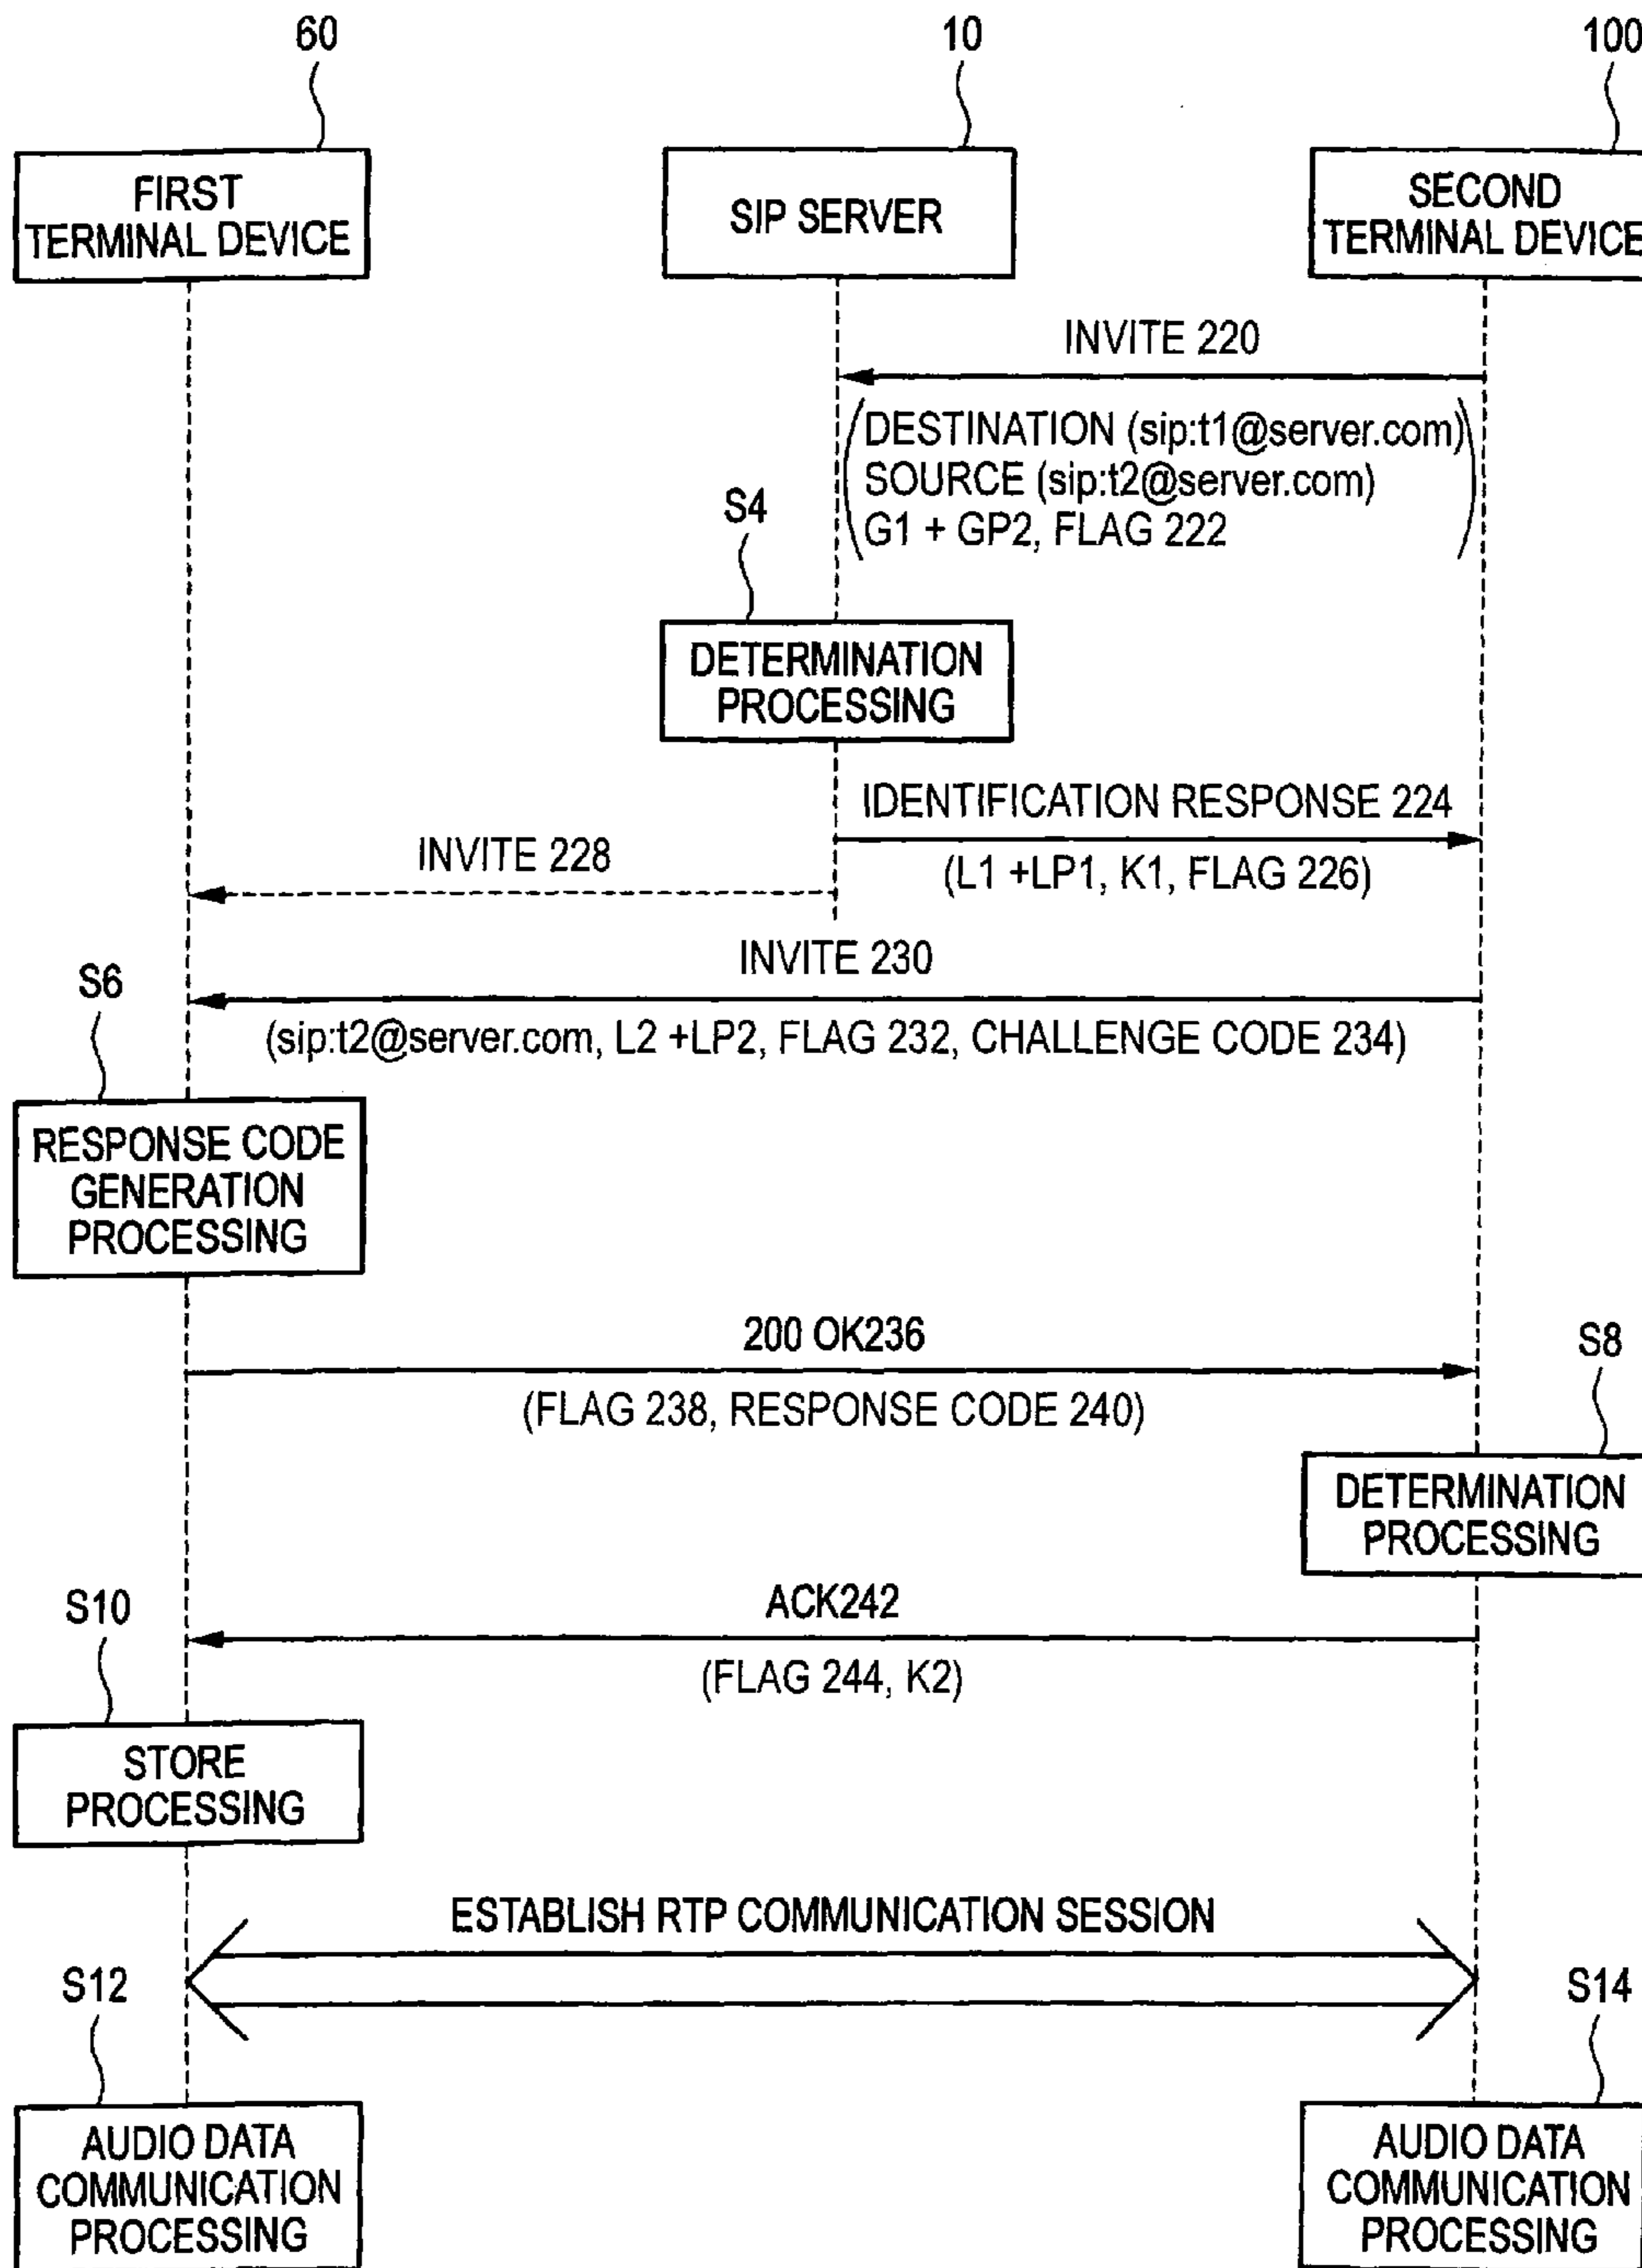 60
10
100
FIRST
TERMINAL DEVICE
SIP SERVER
SECOND
TERMINAL DEVICE
INVITE 220
(DESTINATION (sip:t1@server.com)
SOURCE (sip:t2@server.com)
G1 + GP2, FLAG 222)
S4
DETERMINATION
PROCESSING
IDENTIFICATION RESPONSE 224
(L1 +LP1, K1, FLAG 226)
INVITE 228
INVITE 230
(sip:t2@server.com, L2 +LP2, FLAG 232, CHALLENGE CODE 234)
S6
RESPONSE CODE
GENERATION
PROCESSING
200 OK236
(FLAG 238, RESPONSE CODE 240)
S8
DETERMINATION
PROCESSING
ACK242
(FLAG 244, K2)
S10
STORE
PROCESSING
ESTABLISH RTP COMMUNICATION SESSION
S12
S14
AUDIO DATA
COMMUNICATION
PROCESSING
AUDIO DATA
COMMUNICATION
PROCESSING